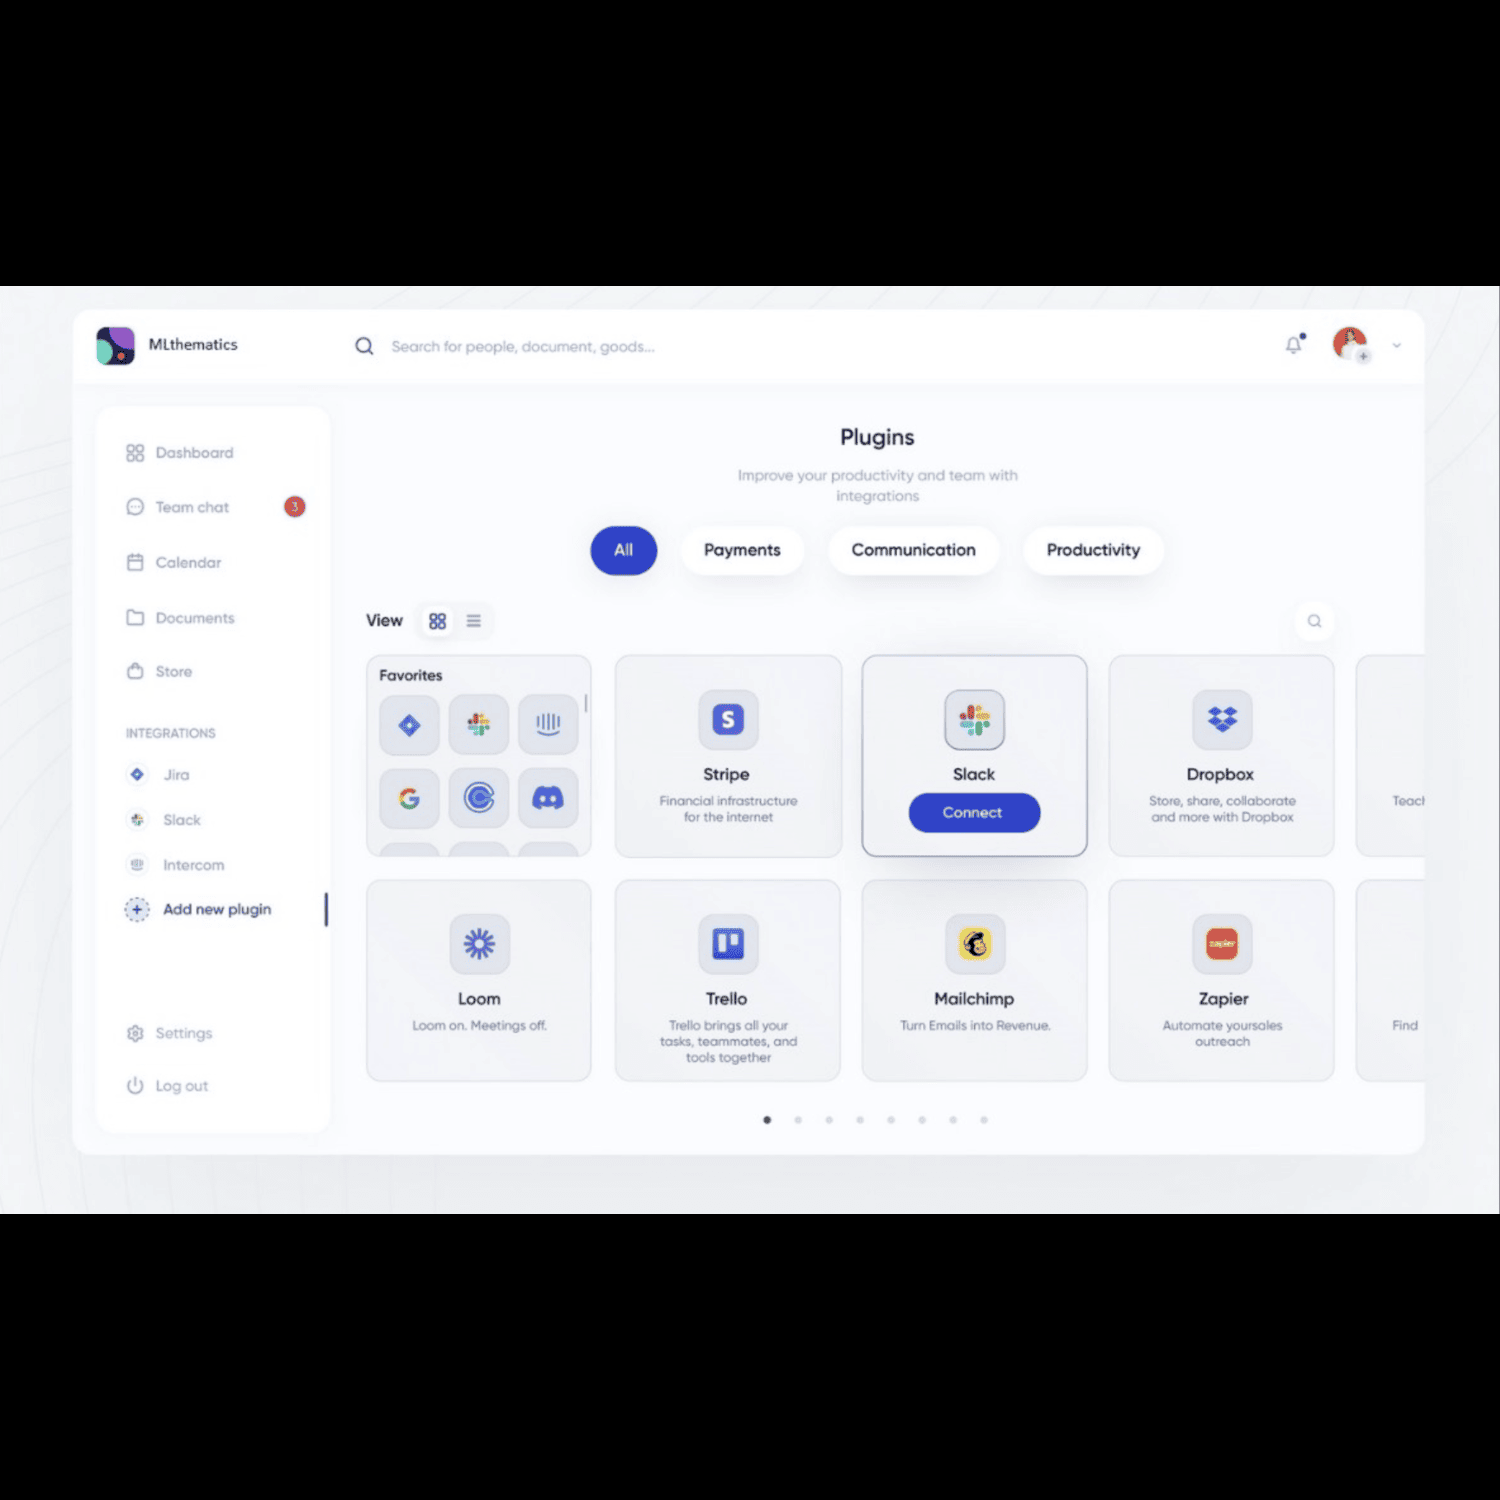 MLthematics
Search for people, document, goods...
Dashboard
Team chat
3
Calendar
Documents
Store
INTEGRATIONS
Jira
Slack
Intercom
Add new plugin
Settings
Log out
Plugins
Improve your productivity and team with
integrations
All
Payments
Communication
Productivity
View
Favorites
Stripe
Financial infrastructure
for the internet
Slack
Connect
Dropbox
Store, share, collaborate
and more with Dropbox
Teach
Loom
Loom on. Meetings off.
Trello
Trello brings all your
tasks, teammates, and
tools together
Mailchimp
Turn Emails into Revenue.
zapier
Zapier
Automate yoursales
outreach
Find